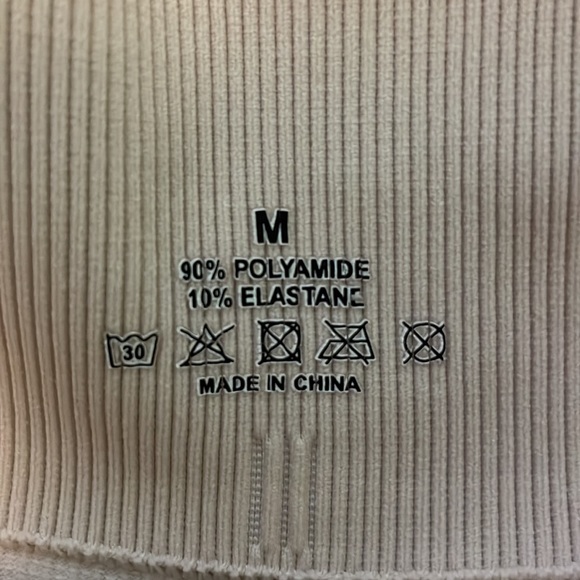 M
90% POLYAMIDE
10% ELASTANE
30
MADE IN CHINA